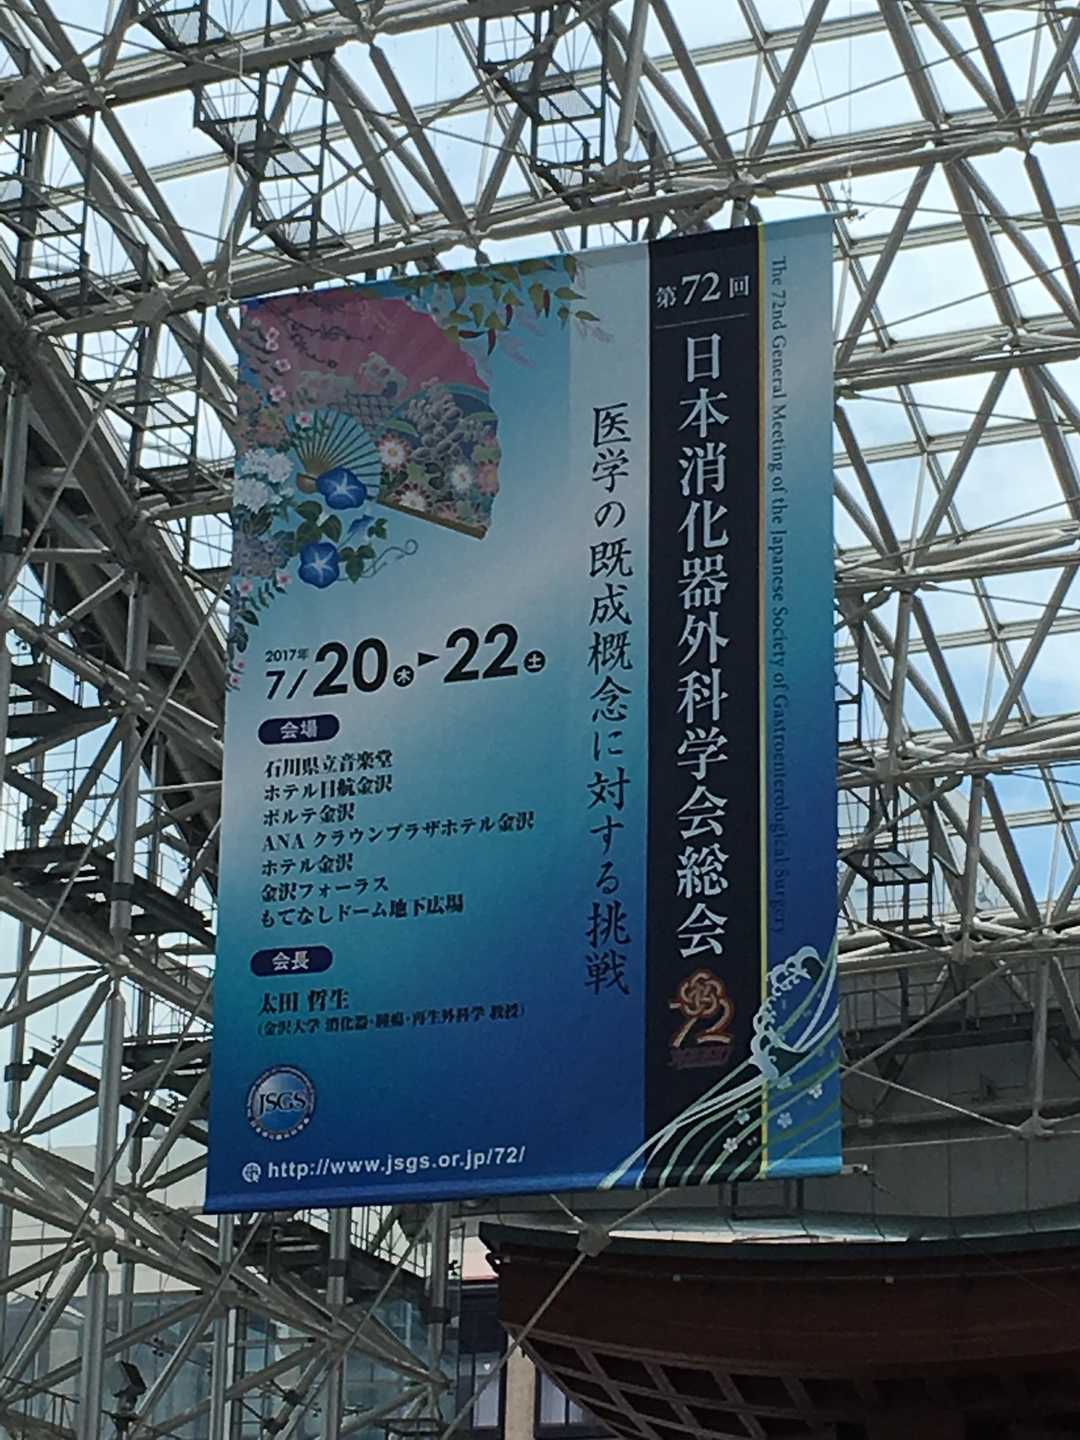 第72回
日本消化器外科学会総会
The 72nd General Meeting of the Japanese Society of Gastroenterological Surgery
医学の既成概念に対する挑戦
2017年
7/20木▶22土
会場
石川県立音楽堂
ホテル日航金沢
ポルテ金沢
ANA クラウンプラザホテル金沢
ホテル金沢
金沢フォーラス
もてなしドーム地下広場
会長
太田 哲生
(金沢大学 消化器・腫瘍・再生外科学 教授)
JSGS
http://www.jsgs.or.jp/72/
72